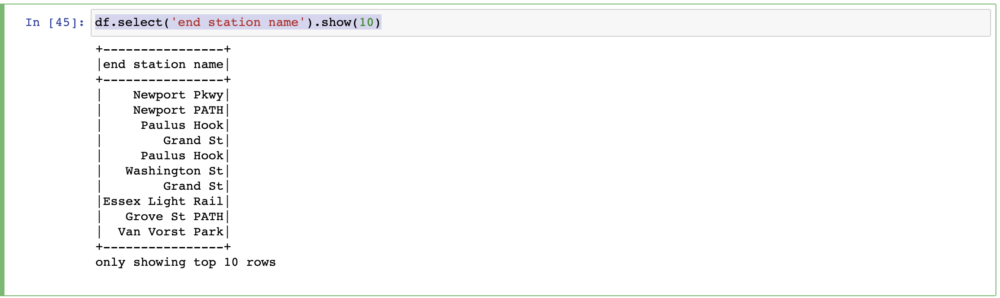 In [45]: df.select('end station name').show(10)
+----------------+
|end station name|
+----------------+
|    Newport Pkwy|
|    Newport PATH|
|     Paulus Hook|
|        Grand St|
|     Paulus Hook|
|   Washington St|
|        Grand St|
|Essex Light Rail|
|   Grove St PATH|
|  Van Vorst Park|
+----------------+
only showing top 10 rows